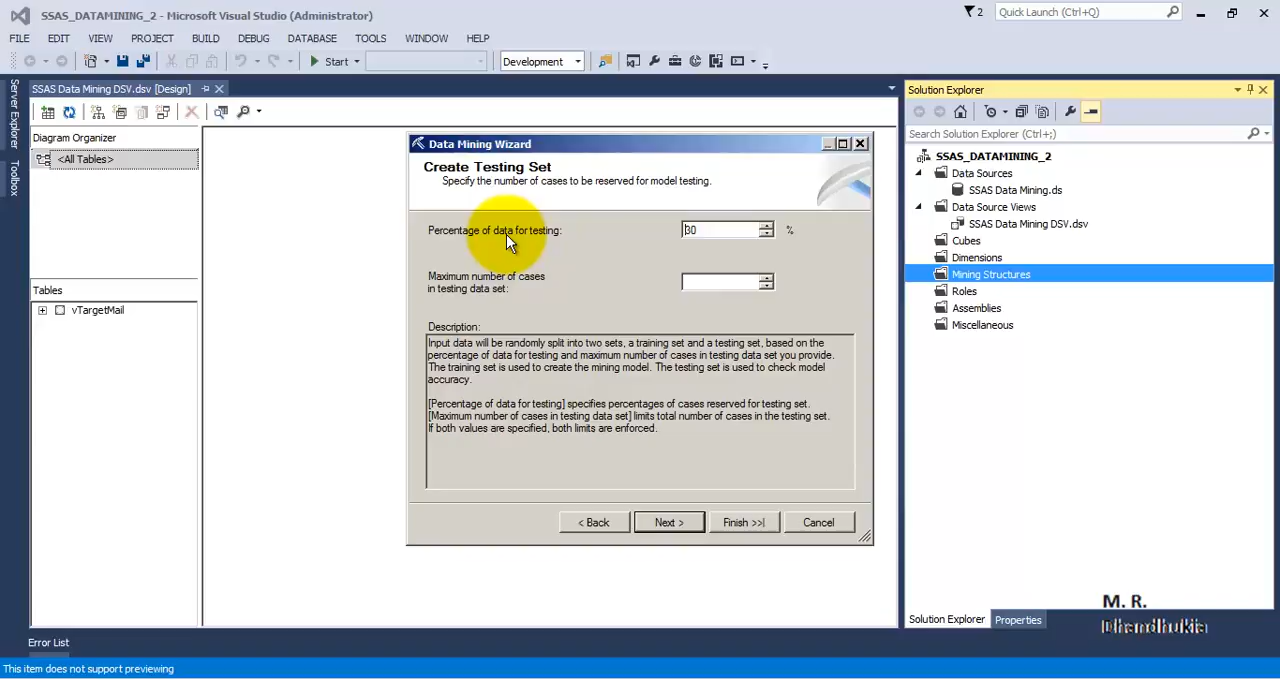 SSAS_DATAMINING_2 - Microsoft Visual Studio (Administrator)
2
Quick Launch (Ctrl+Q)
FILE EDIT VIEW PROJECT BUILD DEBUG DATABASE TOOLS WINDOW HELP
Start
Development
Server Explorer
Toolbox
SSAS Data Mining DSV.dsv [Design]
Diagram Organizer
<All Tables>
Tables
vTargetMail
Data Mining Wizard
Create Testing Set
Specify the number of cases to be reserved for model testing.
Percentage of data for testing:
30
%
Maximum number of cases
in testing data set:
Description:
Input data will be randomly split into two sets, a training set and a testing set, based on the
percentage of data for testing and maximum number of cases in testing data set you provide.
The training set is used to create the mining model. The testing set is used to check model
accuracy.
[Percentage of data for testing] specifies percentages of cases reserved for testing set.
[Maximum number of cases in testing data set] limits total number of cases in the testing set.
If both values are specified, both limits are enforced.
< Back
Next >
Finish >>|
Cancel
Solution Explorer
Search Solution Explorer (Ctrl+;)
SSAS_DATAMINING_2
Data Sources
SSAS Data Mining.ds
Data Source Views
SSAS Data Mining DSV.dsv
Cubes
Dimensions
Mining Structures
Roles
Assemblies
Miscellaneous
M. R.
Dhandhukia
Solution Explorer
Properties
Error List
This item does not support previewing